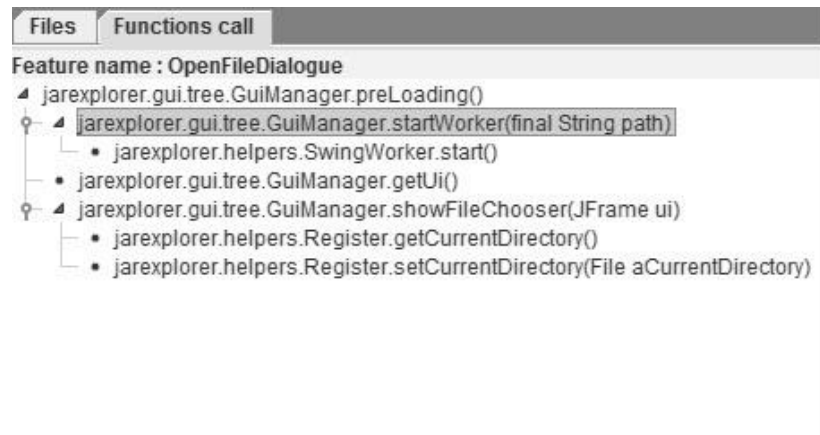 Files Functions call
Feature name : OpenFileDialogue
jarexplorer.gui.tree.GuiManager.preLoading()
jarexplorer.gui.tree.GuiManager.startWorker(final String path)
jarexplorer.helpers.SwingWorker.start()
jarexplorer.gui.tree.GuiManager.getUi()
jarexplorer.gui.tree.GuiManager.showFileChooser(JFrame ui)
jarexplorer.helpers.Register.getCurrentDirectory()
jarexplorer.helpers.Register.setCurrentDirectory(File aCurrentDirectory)